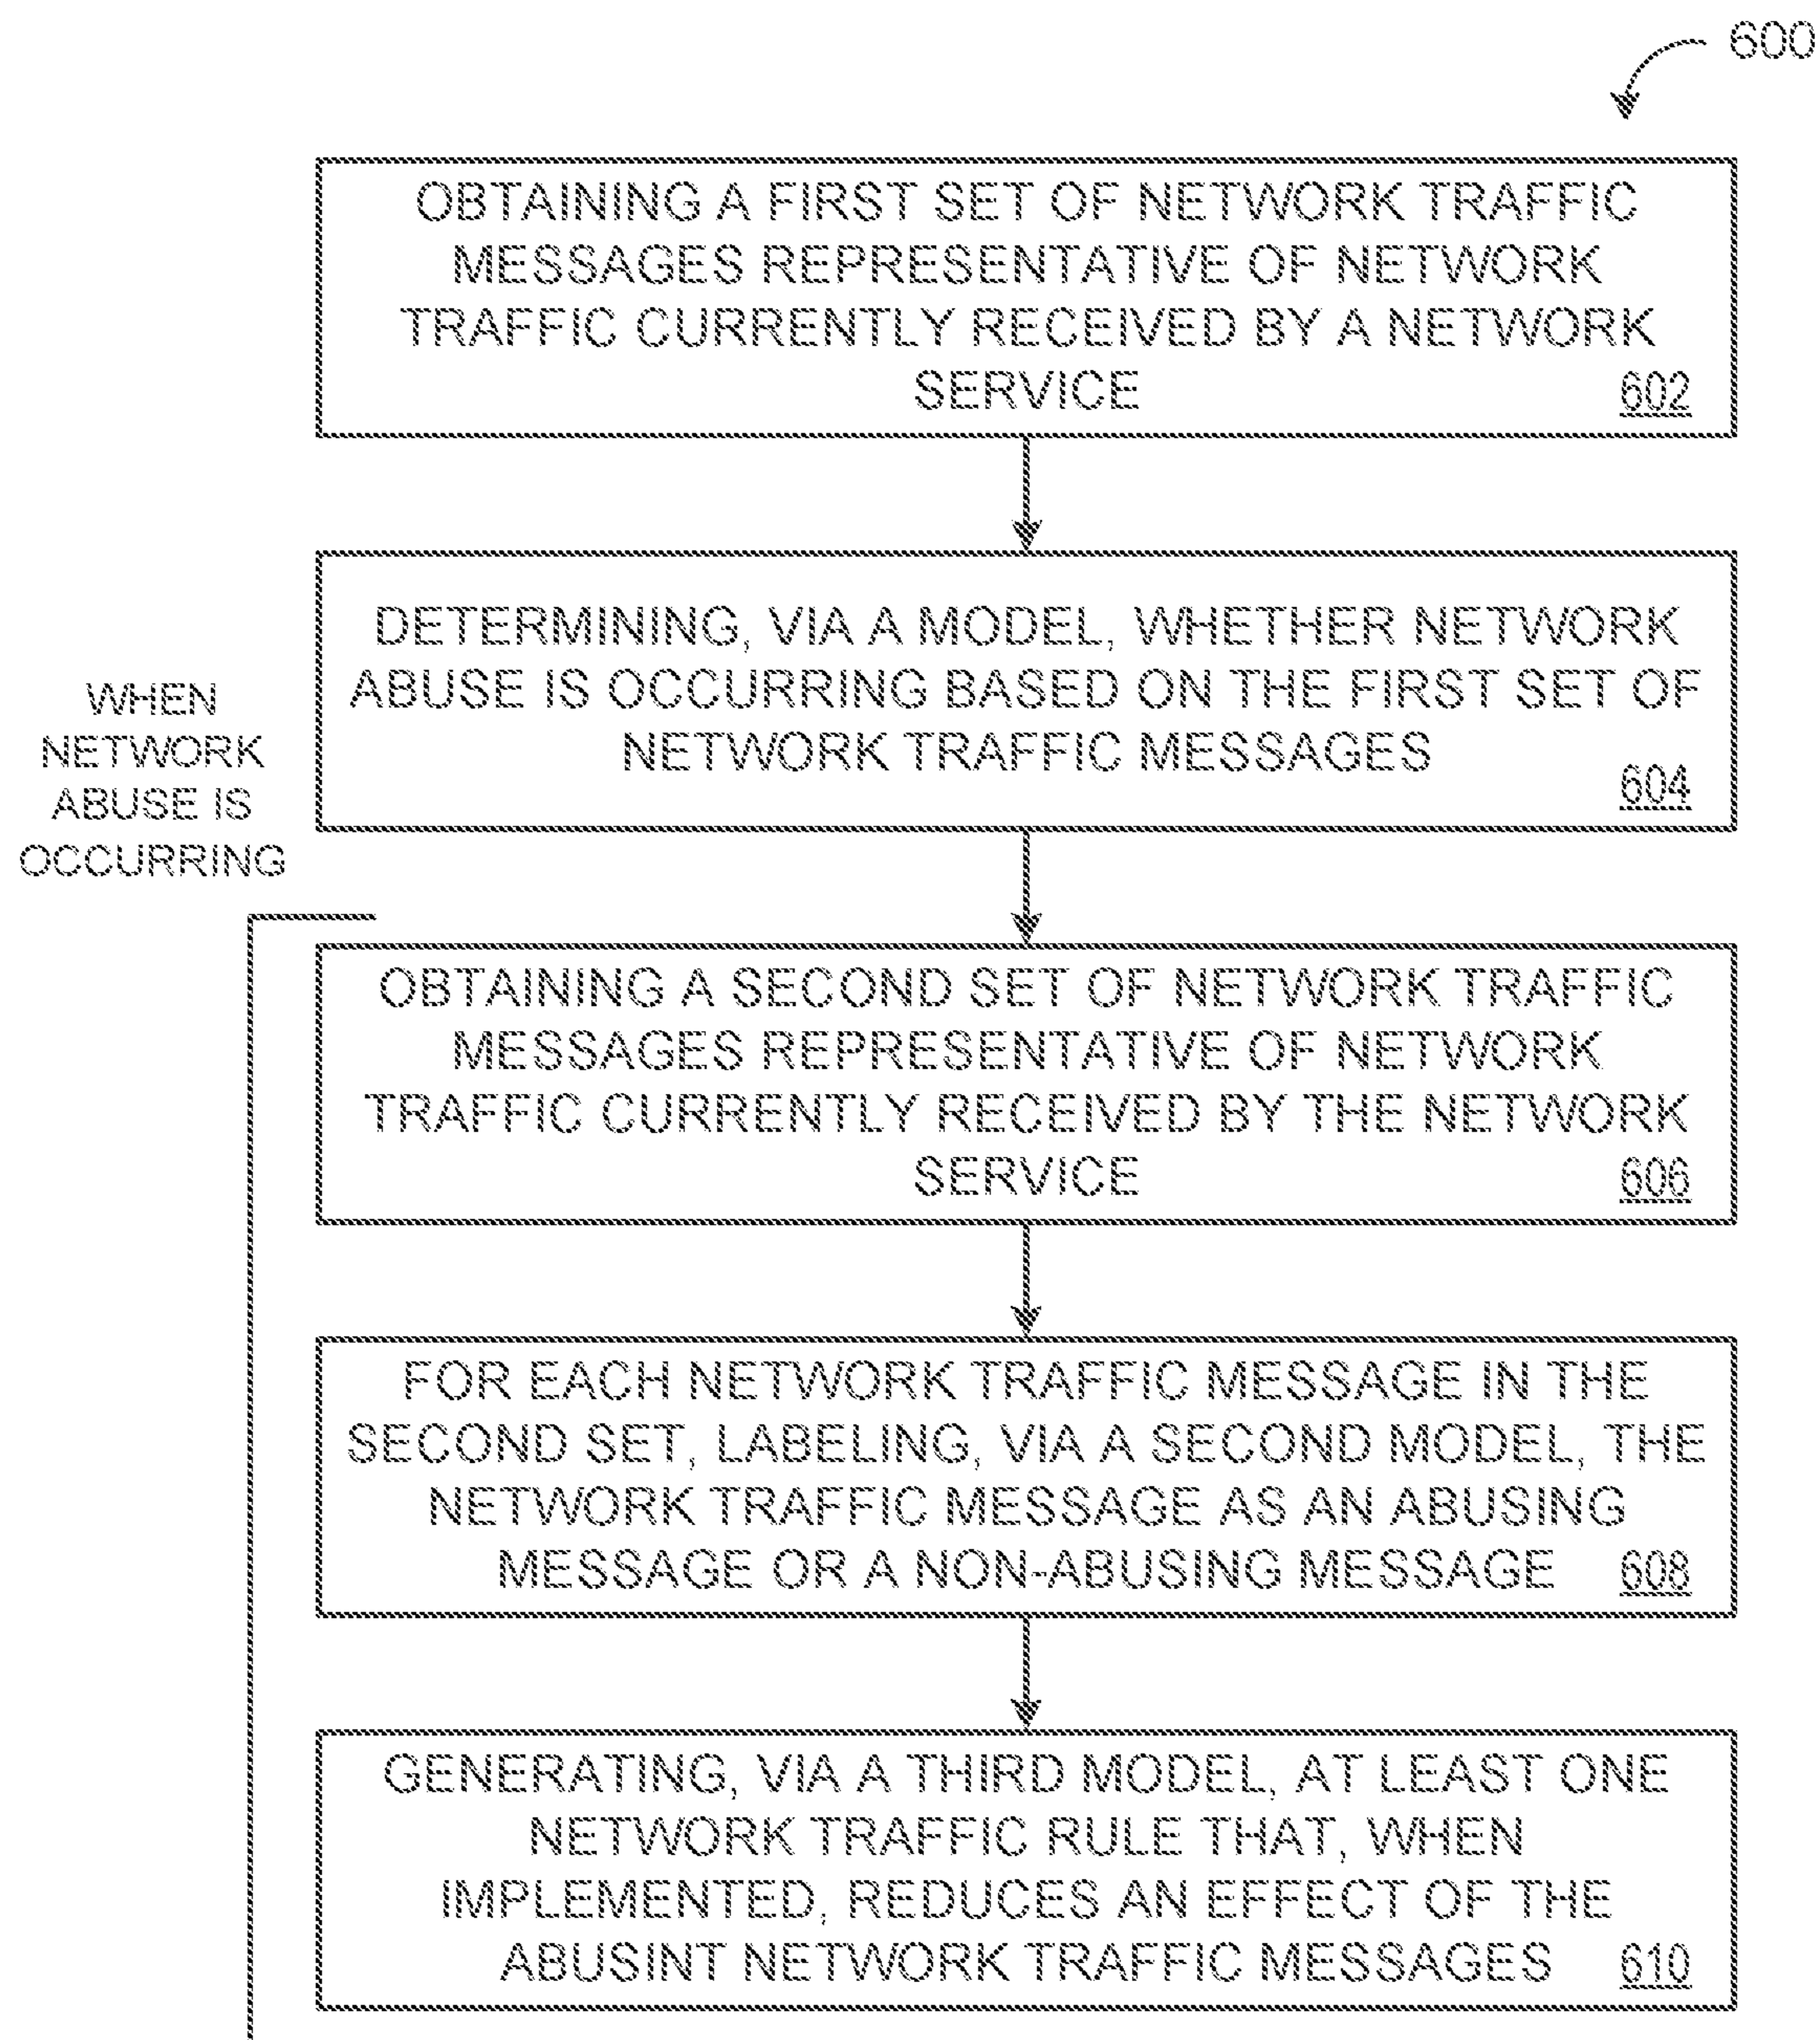 600
OBTAINING A FIRST SET OF NETWORK TRAFFIC
MESSAGES REPRESENTATIVE OF NETWORK
TRAFFIC CURRENTLY RECEIVED BY A NETWORK
SERVICE 602
DETERMINING, VIA A MODEL, WHETHER NETWORK
ABUSE IS OCCURRING BASED ON THE FIRST SET OF
NETWORK TRAFFIC MESSAGES
604
WHEN
NETWORK
ABUSE IS
OCCURRING
OBTAINING A SECOND SET OF NETWORK TRAFFIC
MESSAGES REPRESENTATIVE OF NETWORK
TRAFFIC CURRENTLY RECEIVED BY THE NETWORK
SERVICE 606
FOR EACH NETWORK TRAFFIC MESSAGE IN THE
SECOND SET, LABELING, VIA A SECOND MODEL, THE
NETWORK TRAFFIC MESSAGE AS AN ABUSING
MESSAGE OR A NON-ABUSING MESSAGE 608
GENERATING, VIA A THIRD MODEL, AT LEAST ONE
NETWORK TRAFFIC RULE THAT, WHEN
IMPLEMENTED, REDUCES AN EFFECT OF THE
ABUSINT NETWORK TRAFFIC MESSAGES 610